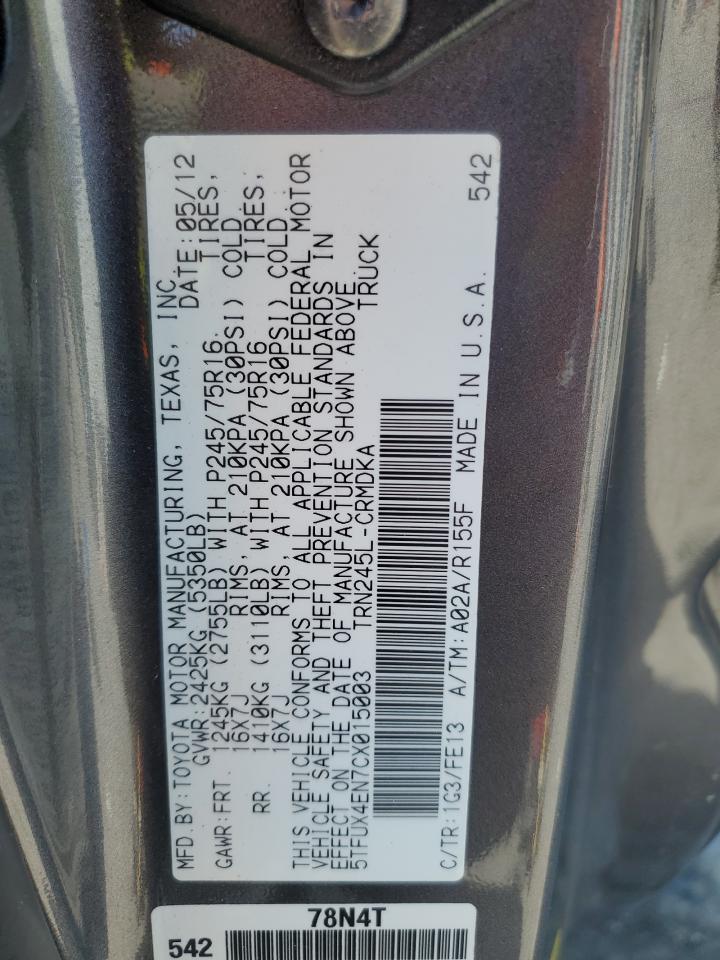 MFD.BY:TOYOTA MOTOR MANUFACTURING, TEXAS, INC
GVWR:2425KG (5350LB) DATE:05/12
GAWR:FRT. 1245KG (2755LB) WITH P245/75R16 TIRES,
16X7J RIMS, AT 210KPA (30PSI) COLD
RR. 1410KG (3110LB) WITH P245/75R16 TIRES,
16X7J RIMS, AT 210KPA (30PSI) COLD
THIS VEHICLE CONFORMS TO ALL APPLICABLE FEDERAL MOTOR
VEHICLE SAFETY AND THEFT PREVENTION STANDARDS IN
EFFECT ON THE DATE OF MANUFACTURE SHOWN ABOVE.
5TFUX4EN7CX015003 TRN245L-CRMDKA TRUCK
C/TR:1G3/FE13 A/TM:A02A/R155F MADE IN U.S.A. 542
78N4T
542